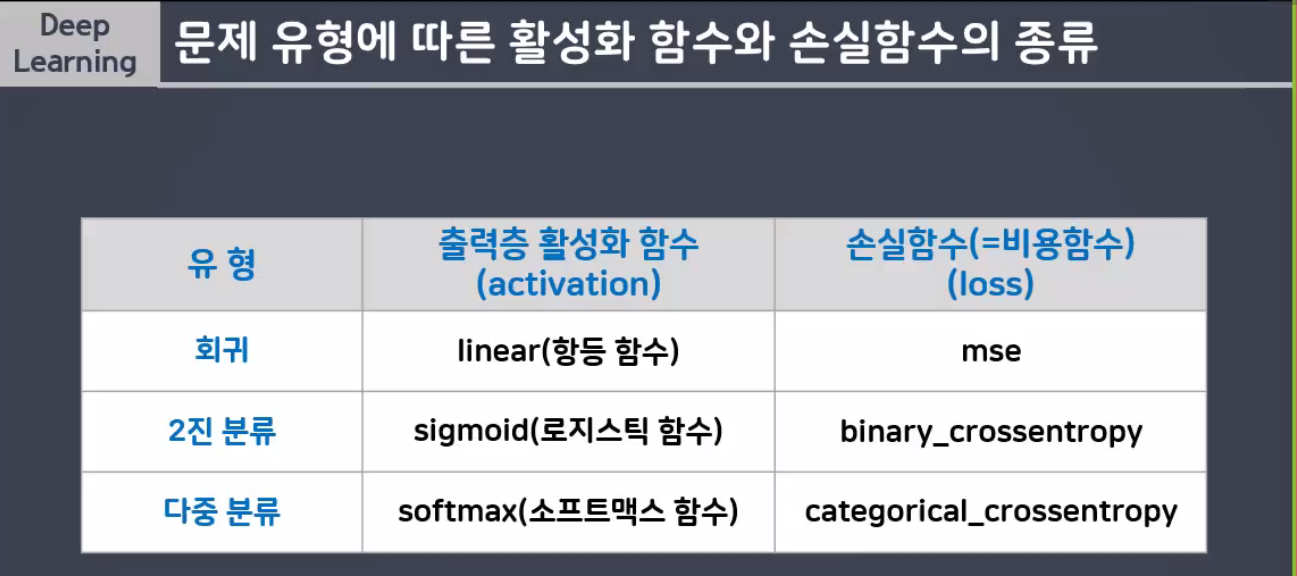 Deep
Learning
문제 유형에 따른 활성화 함수와 손실함수의 종류
유 형
출력층 활성화 함수
(activation)
손실함수(=비용함수)
(loss)
회귀
linear(항등 함수)
mse
2진 분류
sigmoid(로지스틱 함수)
binary_crossentropy
다중 분류
softmax(소프트맥스 함수)
categorical_crossentropy